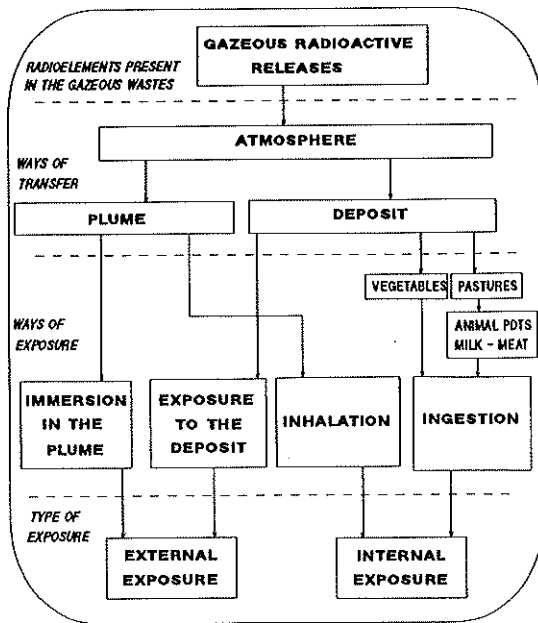 GAZEOUS RADIOACTIVE
RELEASES
RADIOELEMENTS PRESENT
IN THE GAZEOUS WASTES
ATMOSPHERE
WAYS OF
TRANSFER
PLUME
DEPOSIT
VEGETABLES
PASTURES
WAYS OF
EXPOSURE
ANIMAL PDTS
MILK - MEAT
IMMERSION
IN THE
PLUME
EXPOSURE
TO THE
DEPOSIT
INHALATION
INGESTION
TYPE OF
EXPOSURE
EXTERNAL
EXPOSURE
INTERNAL
EXPOSURE